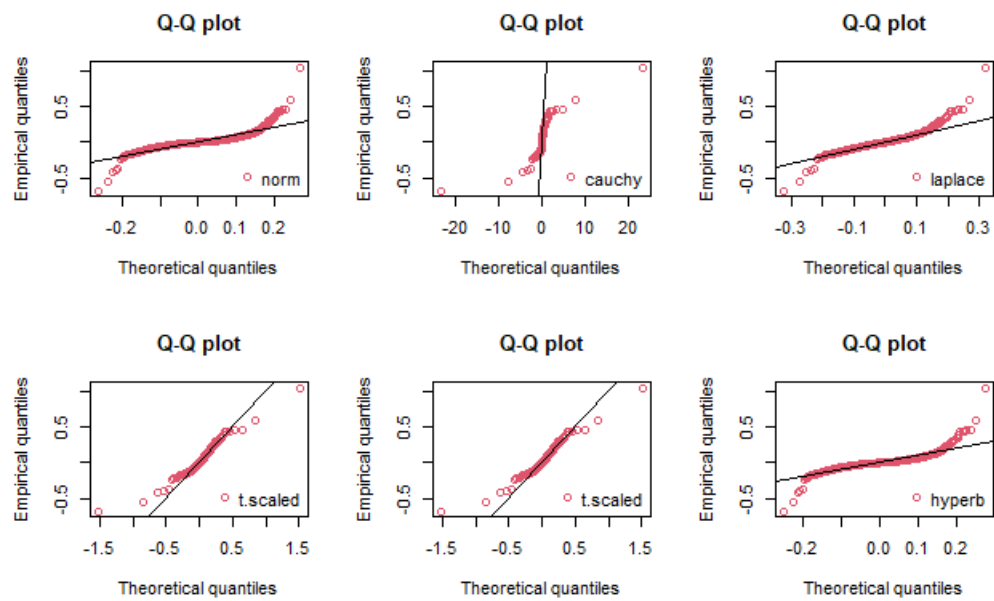 Q-Q plot
Empirical quantiles
0.5
-0.5
norm
-0.2 0.0 0.1 0.2
Theoretical quantiles
Q-Q plot
Empirical quantiles
0.5
-0.5
cauchy
-20 -10 0 10 20
Theoretical quantiles
Q-Q plot
Empirical quantiles
0.5
-0.5
laplace
-0.3 -0.1 0.1 0.3
Theoretical quantiles
Q-Q plot
Empirical quantiles
0.5
-0.5
t.scaled
-1.5 -0.5 0.5 1.5
Theoretical quantiles
Q-Q plot
Empirical quantiles
0.5
-0.5
t.scaled
-1.5 -0.5 0.5 1.5
Theoretical quantiles
Q-Q plot
Empirical quantiles
0.5
-0.5
hyperb
-0.2 0.0 0.2
Theoretical quantiles